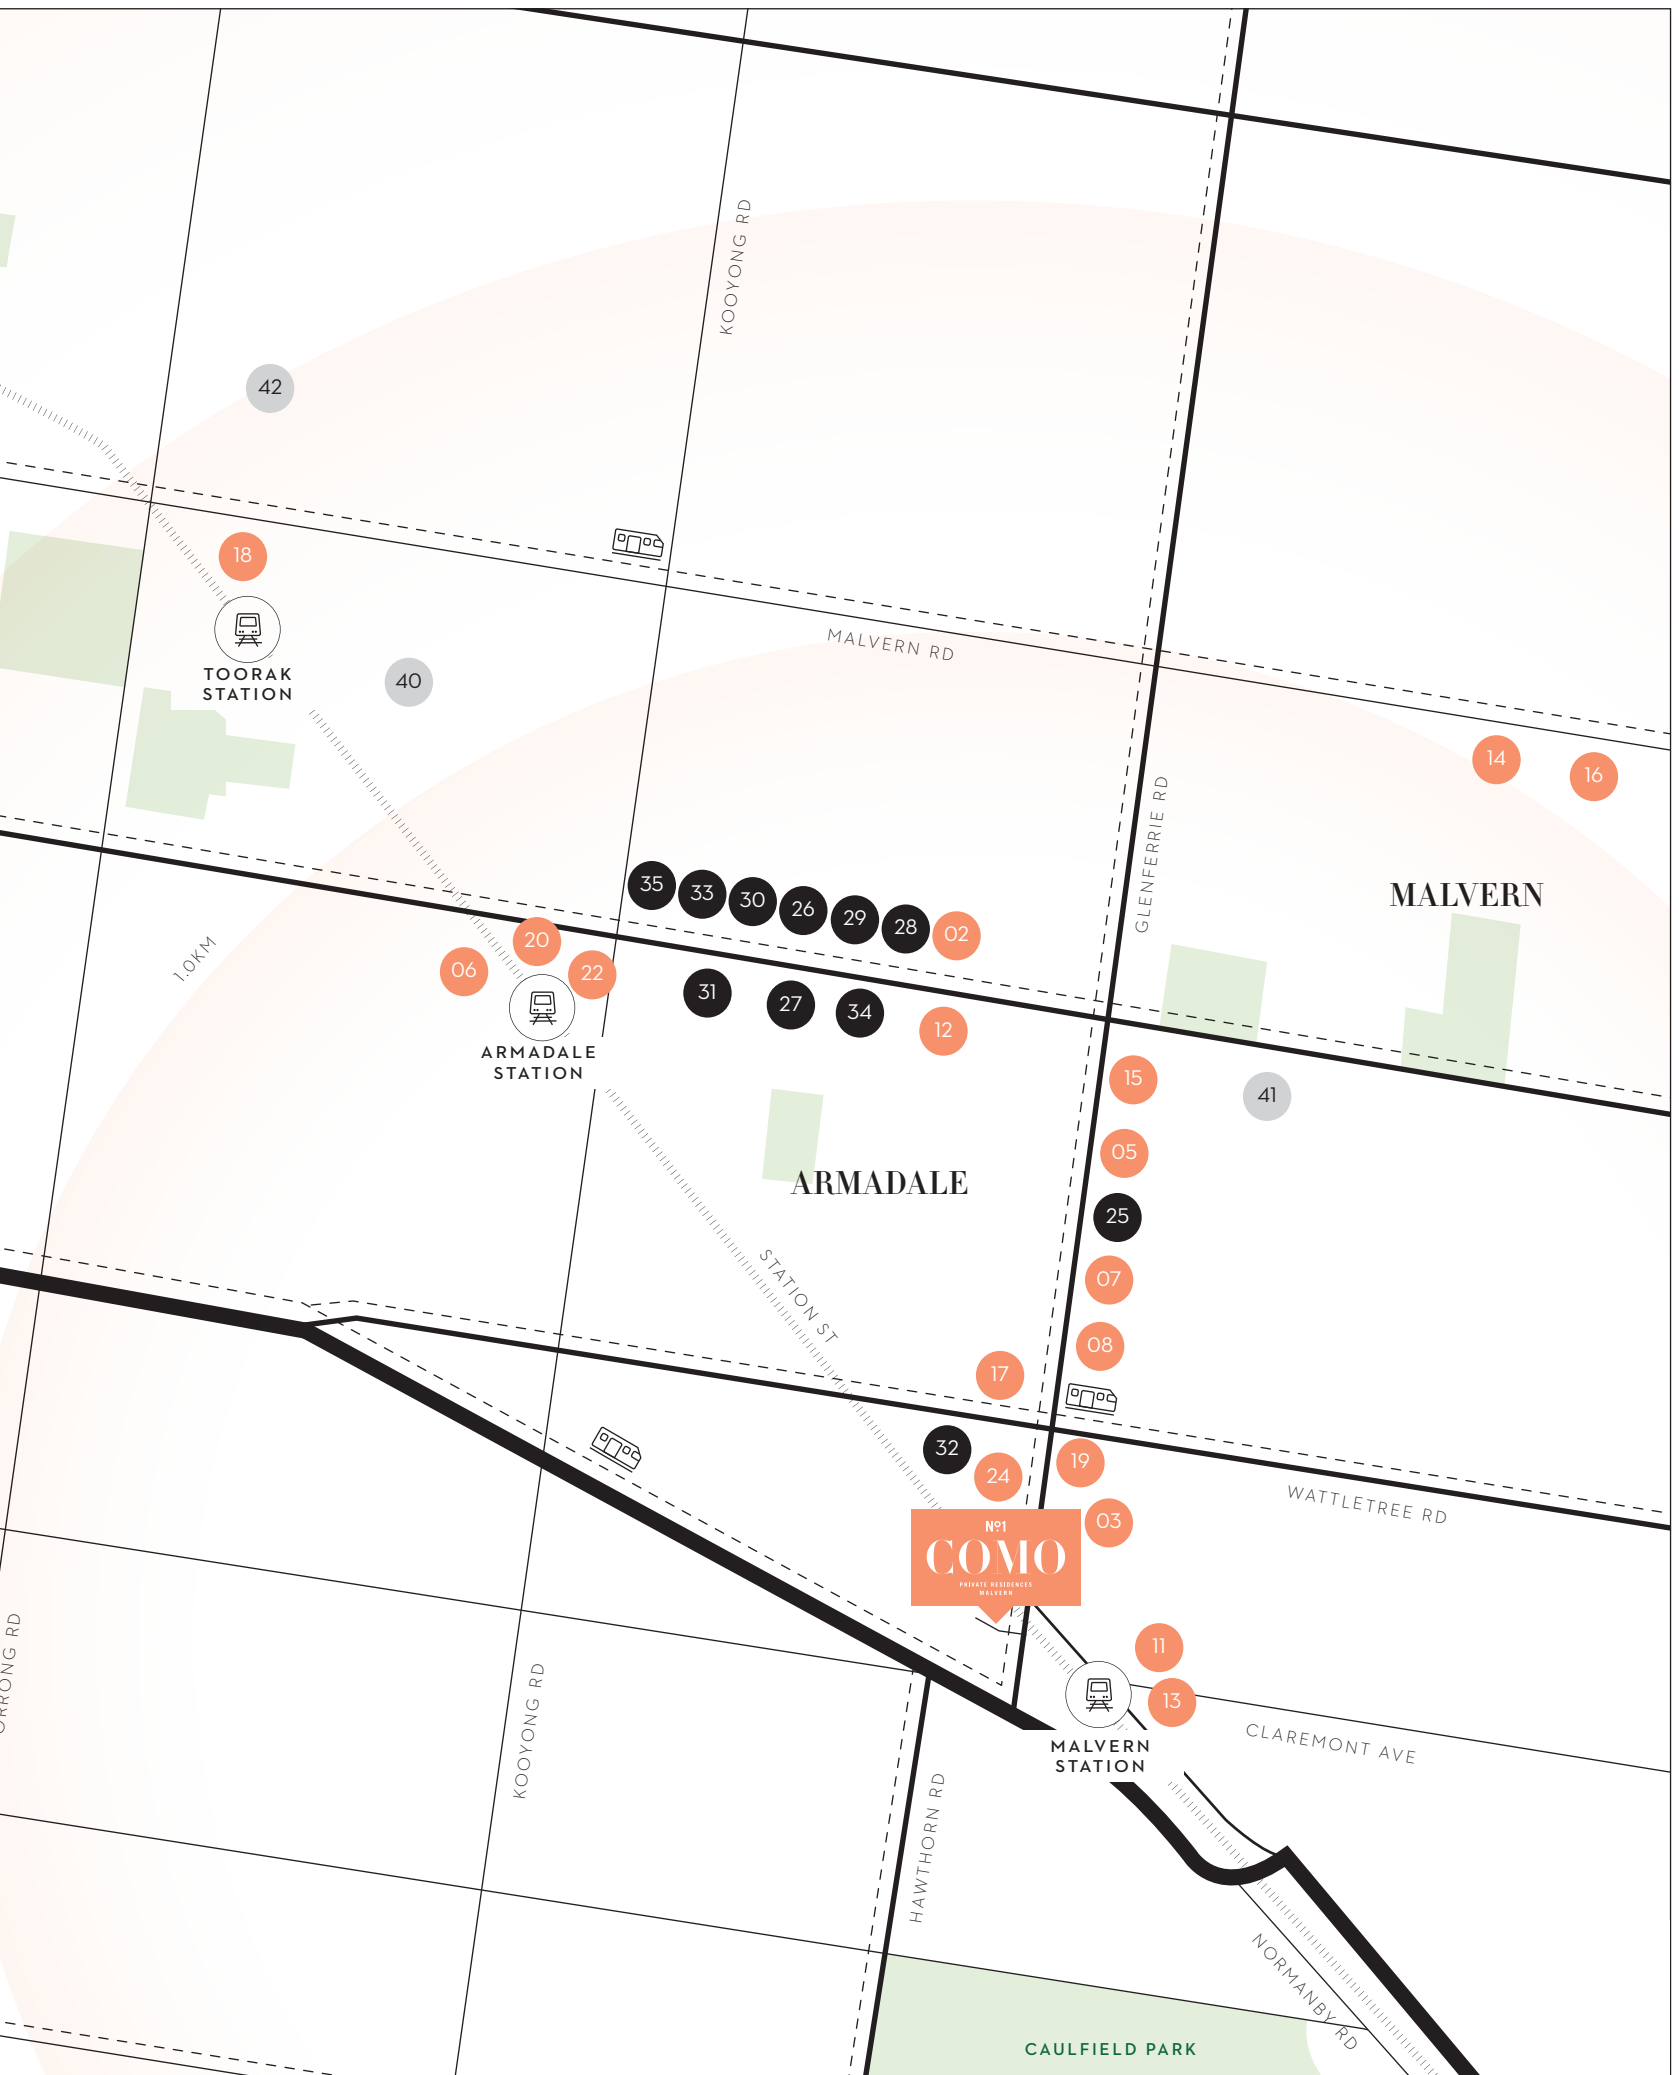 KOOYONG RD
42
18
TOORAK
STATION
40
MALVERN RD
14
16
GLENFERRIE RD
MALVERN
35
33
30
26
29
28
02
1.0KM
06
20
22
31
27
34
12
ARMADALE
STATION
15
41
05
ARMADALE
25
STATION ST
07
08
17
32
24
19
WATTLETREE RD
03
Nº1
COMO
PRIVATE RESIDENCES
MALVERN
11
13
KOOYONG RD
CLAREMONT AVE
MALVERN
STATION
HAWTHORN RD
NORMANBY RD
CAULFIELD PARK